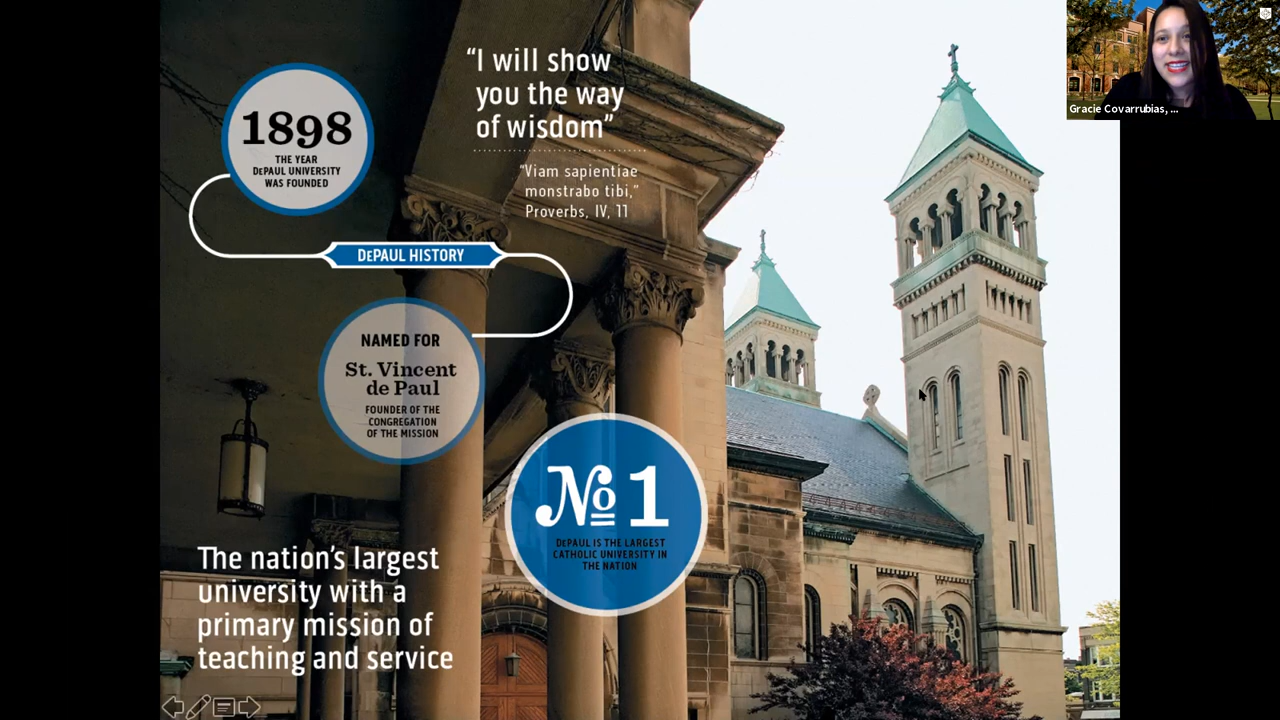 "I will show
you the way
of wisdom"
"Viam sapientiae
monstrabo tibi,"
Proverbs, IV, 11
1898
THE YEAR
DePAUL UNIVERSITY
WAS FOUNDED
DePAUL HISTORY
NAMED FOR
St. Vincent
de Paul
FOUNDER OF THE
CONGREGATION
OF THE MISSION
No 1
DePAUL IS THE LARGEST
CATHOLIC UNIVERSITY IN
THE NATION
The nation's largest
university with a
primary mission of
teaching and service
Gracie Covarrubias, ...